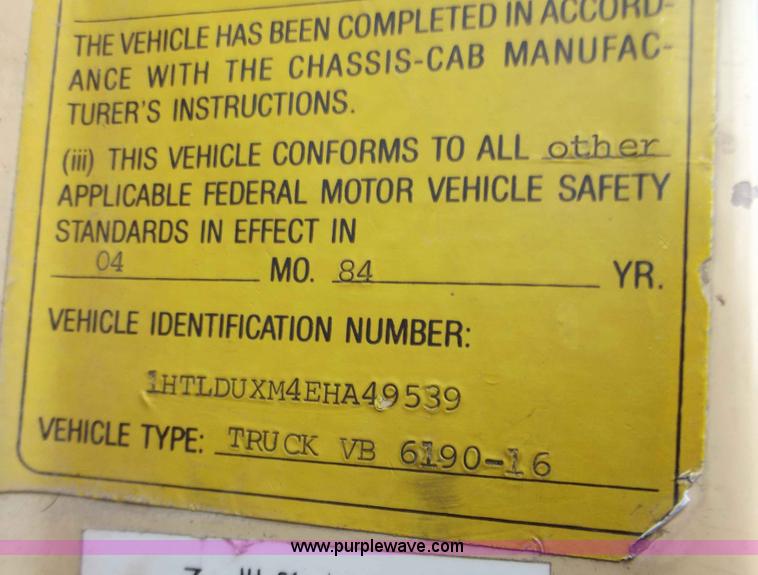 THE VEHICLE HAS BEEN COMPLETED IN ACCORD-
ANCE WITH THE CHASSIS-CAB MANUFAC-
TURER'S INSTRUCTIONS.
(iii) THIS VEHICLE CONFORMS TO ALL other
APPLICABLE FEDERAL MOTOR VEHICLE SAFETY
STANDARDS IN EFFECT IN
04 MO. 84 YR.
VEHICLE IDENTIFICATION NUMBER:
1HTLDUXM4EHA49539
VEHICLE TYPE: TRUCK VB 6190-16
www.purplewave.com